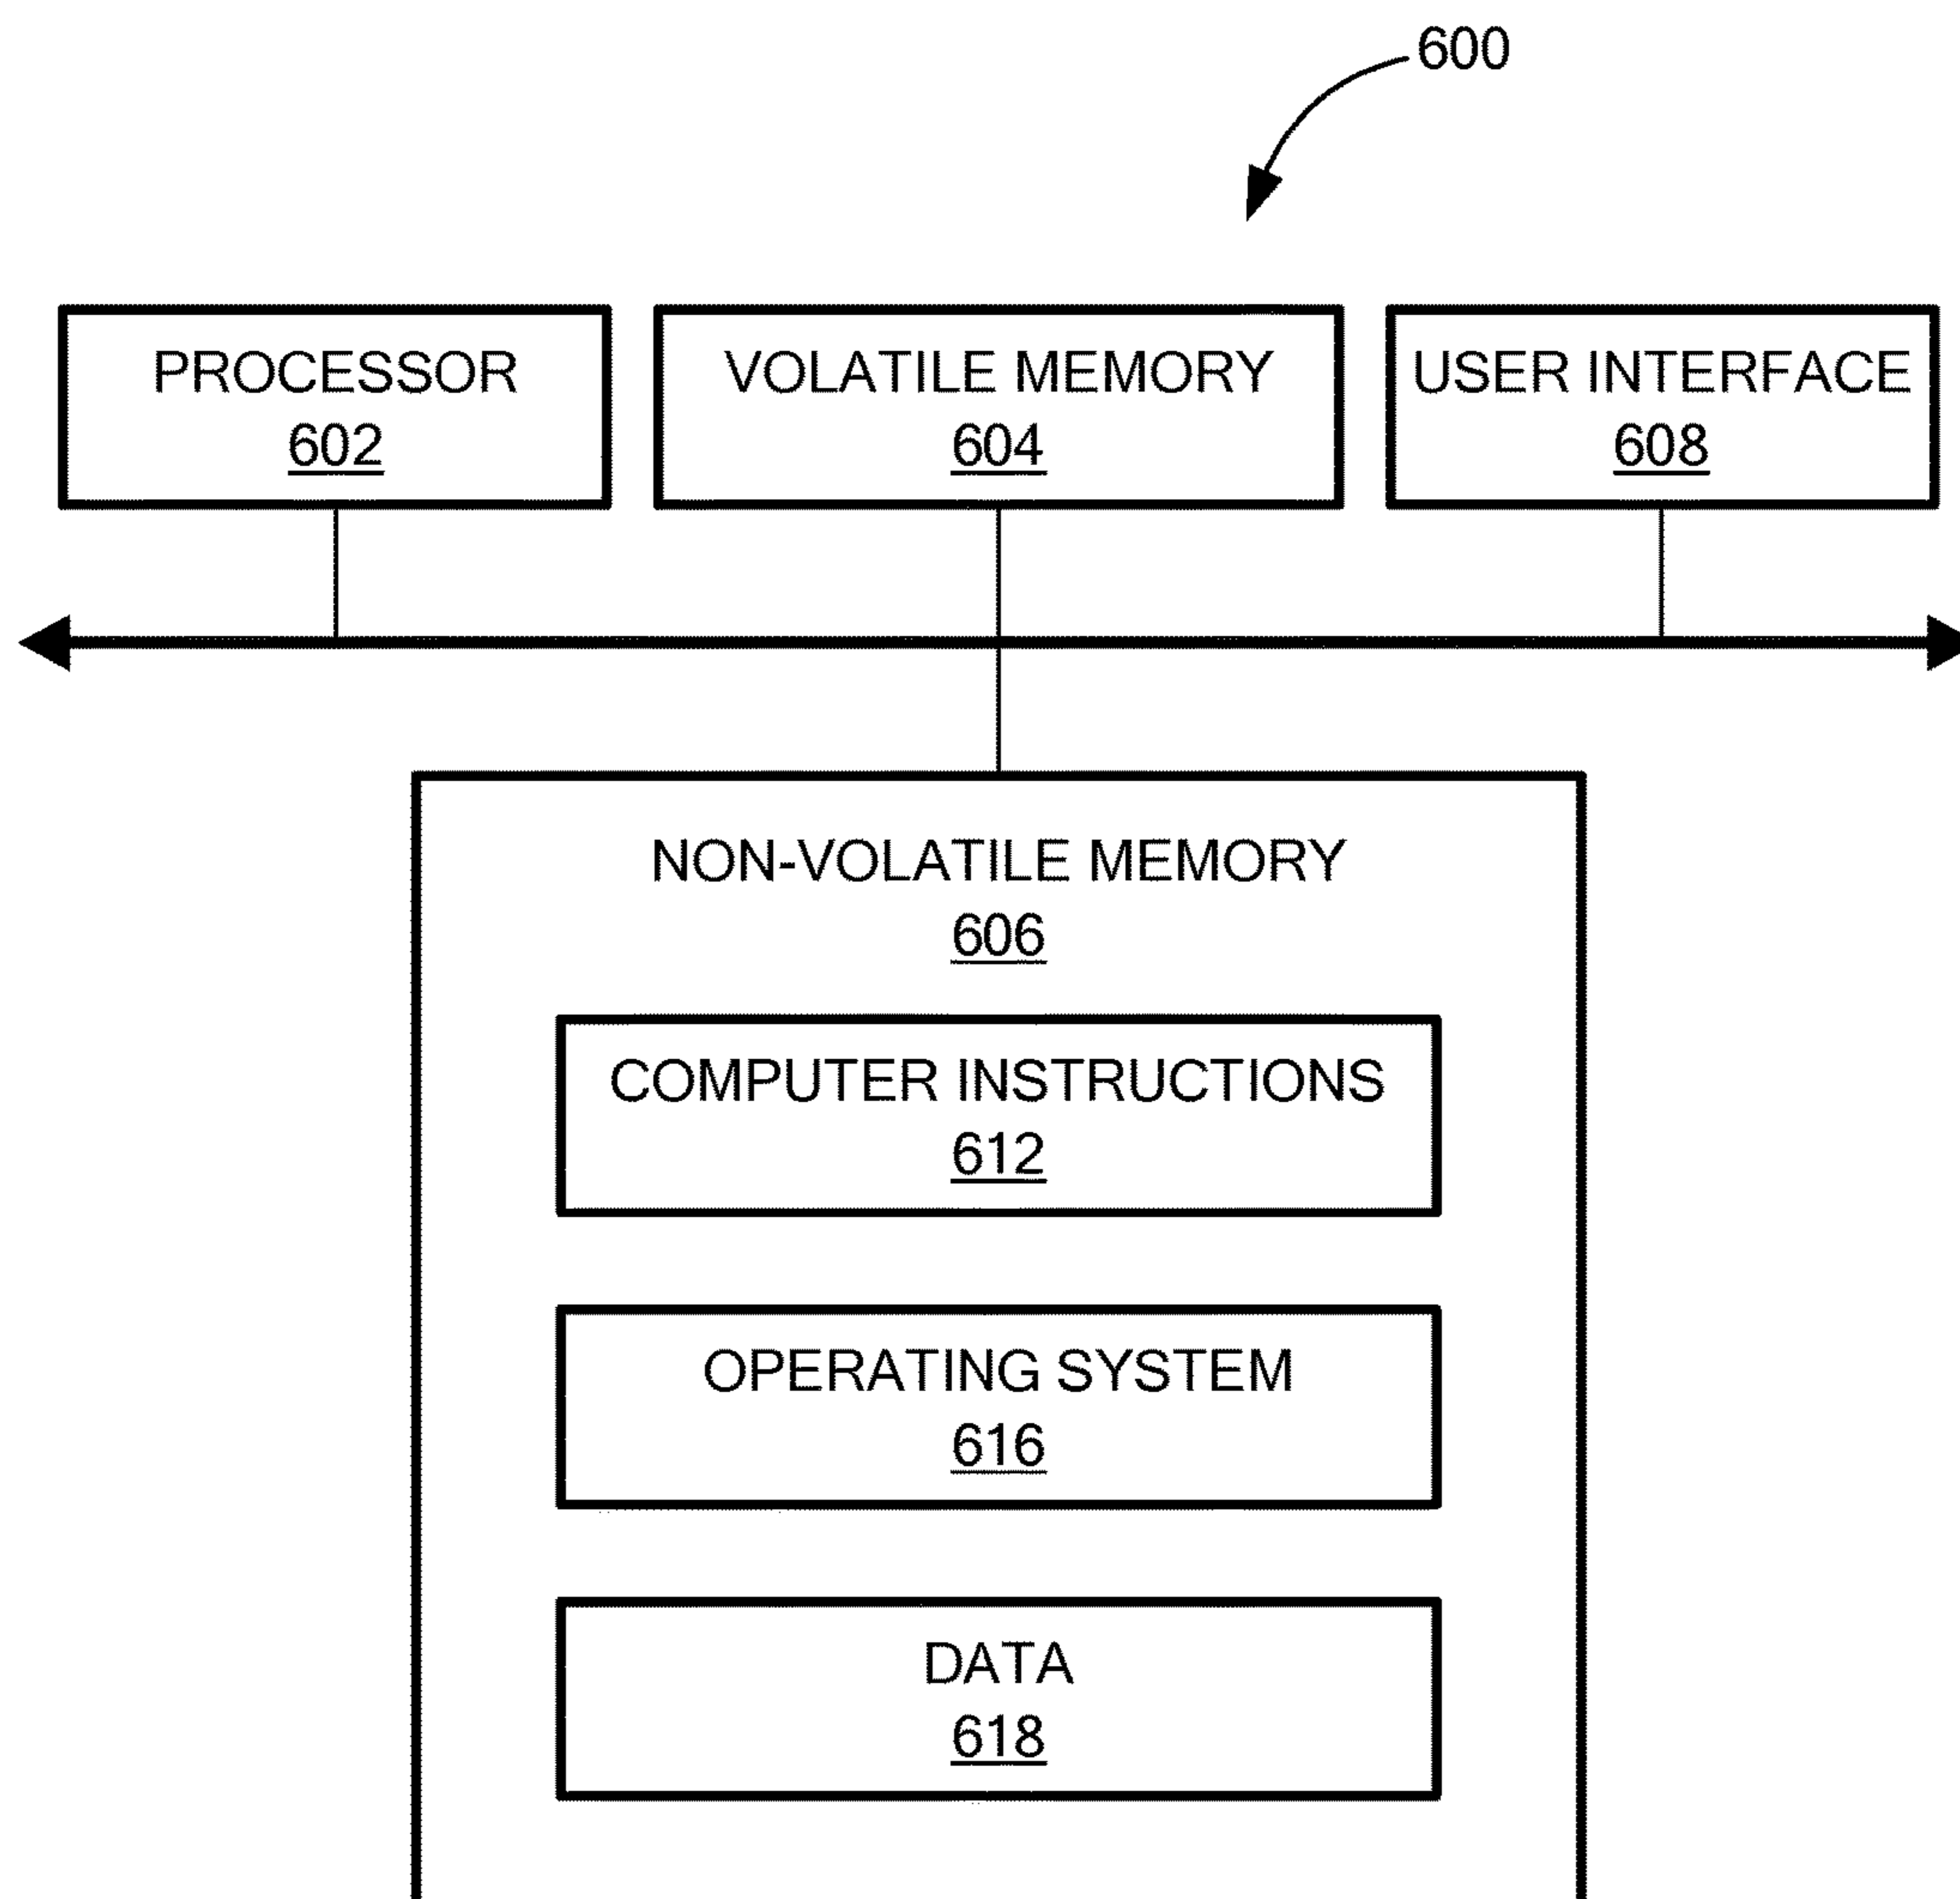 600
PROCESSOR
602
VOLATILE MEMORY
604
USER INTERFACE
608
NON-VOLATILE MEMORY
606
COMPUTER INSTRUCTIONS
612
OPERATING SYSTEM
616
DATA
618